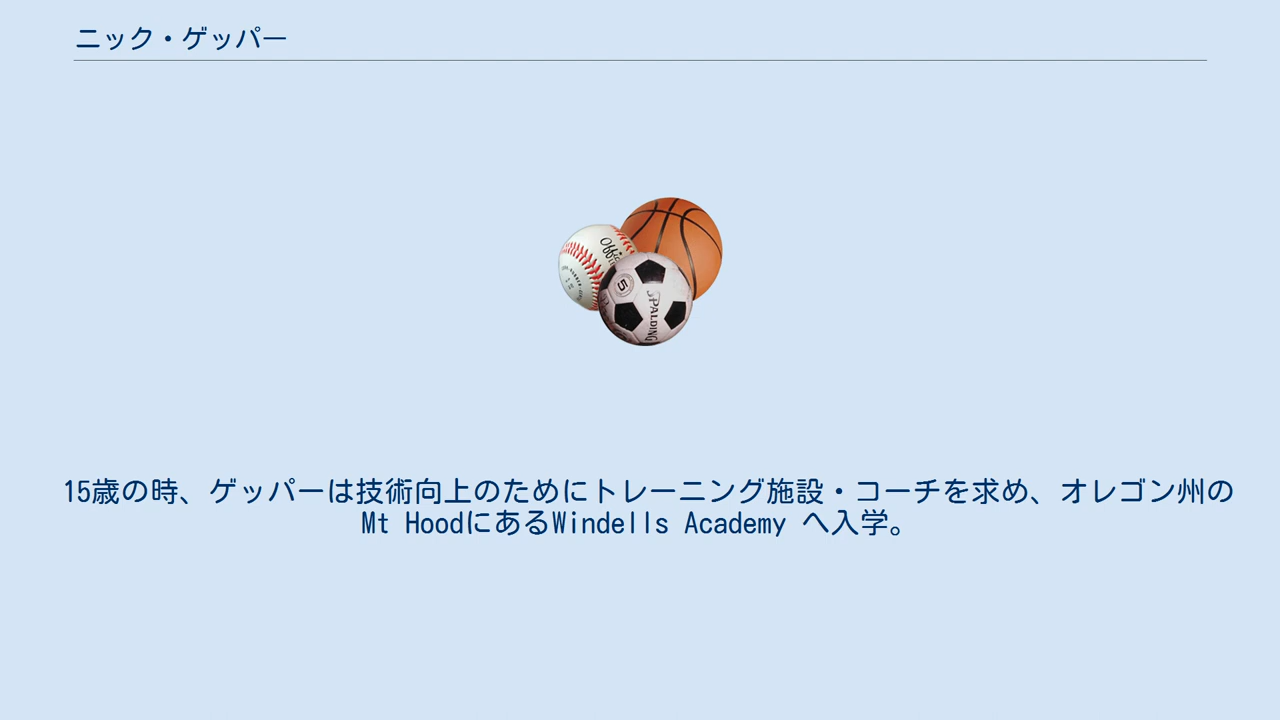 ニック・ゲッパー
Offici
5
SPALDING
15歳の時、ゲッパーは技術向上のためにトレーニング施設・コーチを求め、オレゴン州の
Mt HoodにあるWindells Academy へ入学。